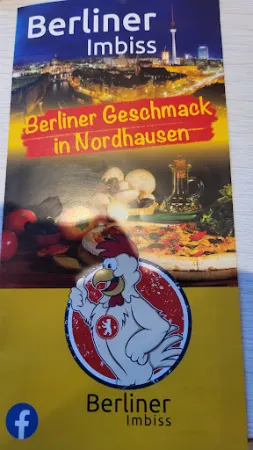 Berliner
Imbiss
Berliner Geschmack
in Nordhausen
Berliner
Imbiss
f